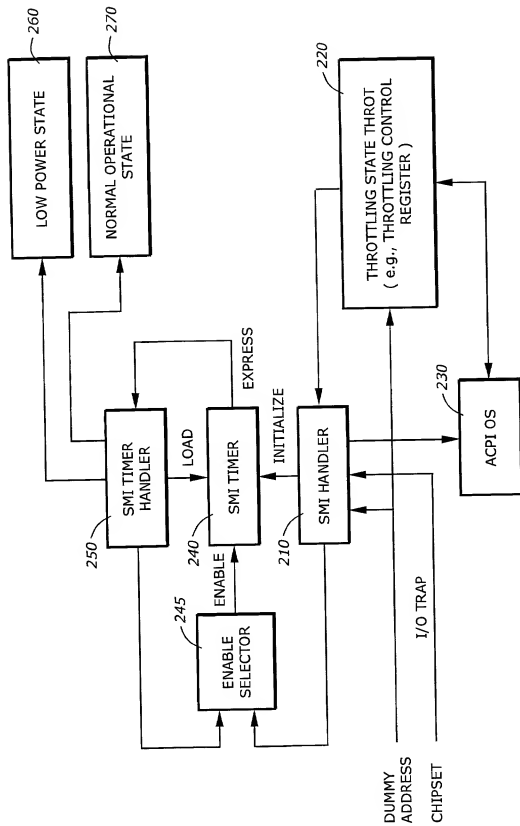 260
LOW POWER STATE
270
NORMAL OPERATIONAL
STATE
220
THROTTLING STATE THROT
( e.g., THROTTLING CONTROL
REGISTER )
SMI TIMER
HANDLER
250
LOAD
EXPRESS
SMI TIMER
240
INITIALIZE
SMI HANDLER
210
ACPI OS
230
ENABLE
245
ENABLE
SELECTOR
I/O TRAP
DUMMY
ADDRESS
CHIPSET